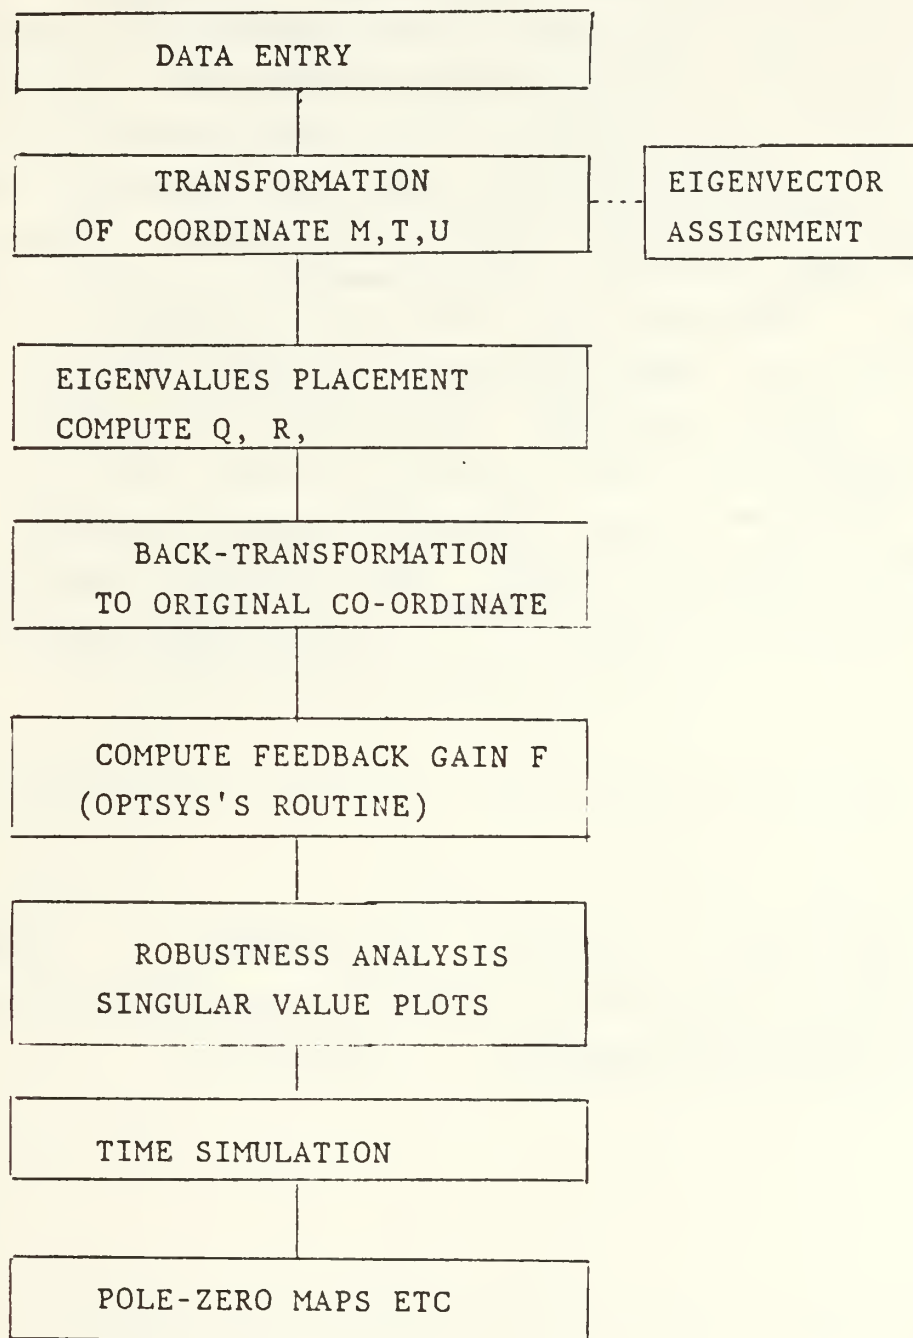 DATA ENTRY
TRANSFORMATION
OF COORDINATE M,T,U
EIGENVECTOR
ASSIGNMENT
EIGENVALUES PLACEMENT
COMPUTE Q, R,
BACK-TRANSFORMATION
TO ORIGINAL CO-ORDINATE
COMPUTE FEEDBACK GAIN F
(OPTSYS'S ROUTINE)
ROBUSTNESS ANALYSIS
SINGULAR VALUE PLOTS
TIME SIMULATION
POLE-ZERO MAPS ETC